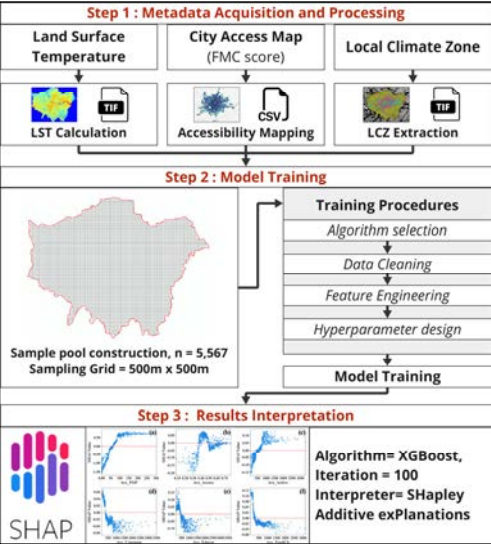 Step 1 : Metadata Acquisition and Processing
Land Surface
Temperature
City Access Map
(FMC score)
Local Climate Zone
TIF
CSV
TIF
LST Calculation
Accessibility Mapping
LCZ Extraction
Step 2 : Model Training
Training Procedures
Algorithm selection
Data Cleaning
Feature Engineering
Hyperparameter design
Model Training
Sample pool construction, n = 5,567
Sampling Grid = 500m x 500m
Step 3 : Results Interpretation
SHAP
(a)
(b)
(c)
(d)
(e)
(f)
Algorithm= XGBoost,
Iteration = 100
Interpreter= SHapley
Additive exPlanations